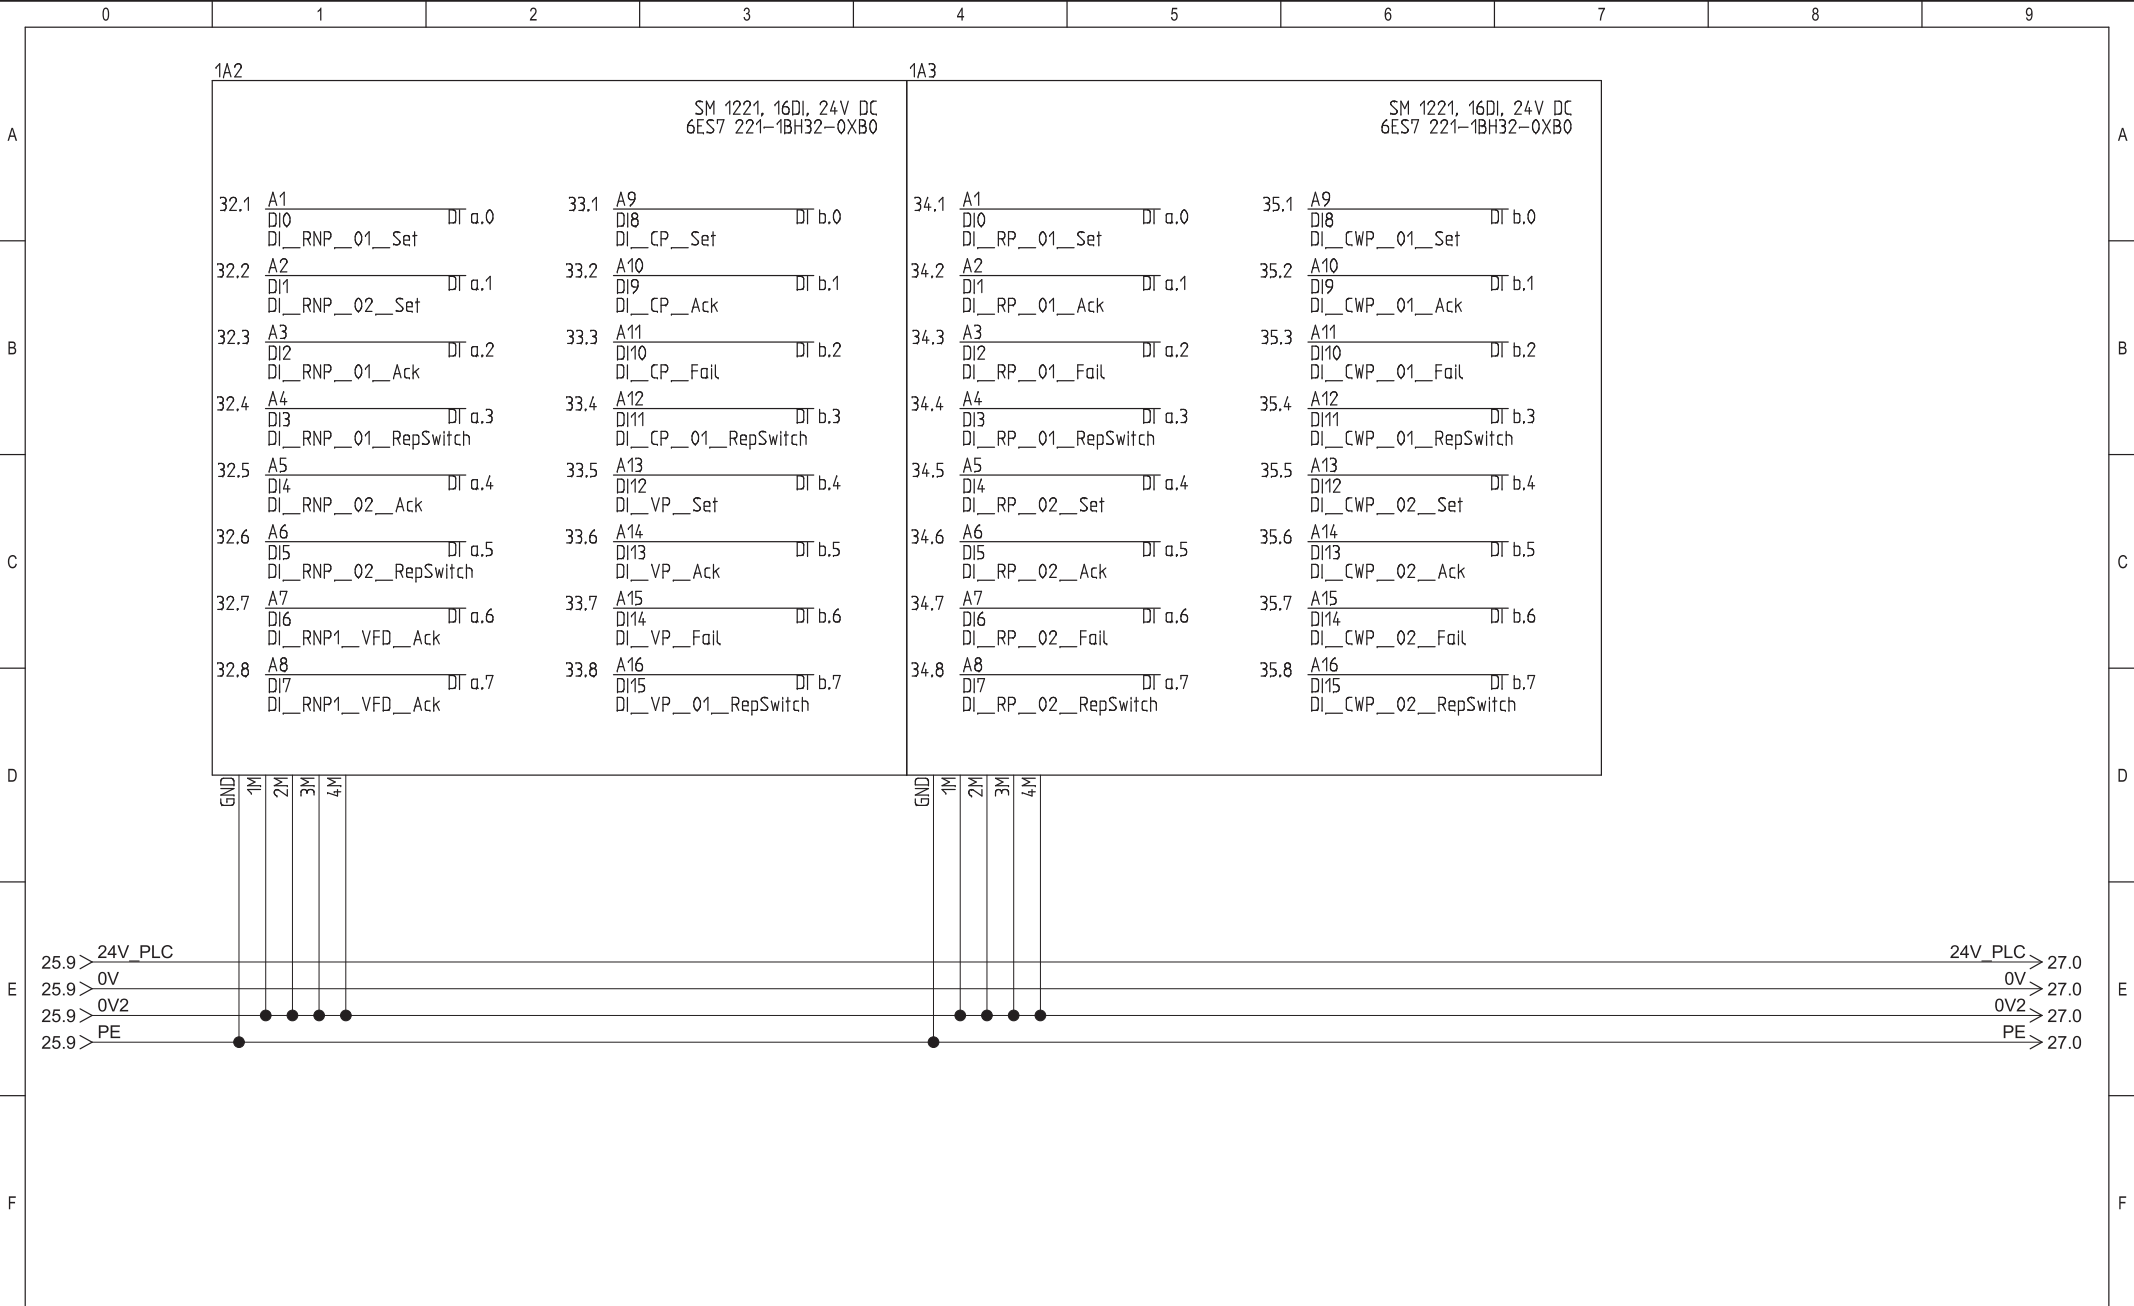 0 1 2 3 4 5 6 7 8 9
1A2
SM 1221, 16DI, 24V DC
6ES7 221-1BH32-0XB0
32.1 A1
DI0 DI a.0
DI__RNP__01__Set
32.2 A2
DI1 DI a.1
DI__RNP__02__Set
32.3 A3
DI2 DI a.2
DI__RNP__01__Ack
32.4 A4
DI3 DI a.3
DI__RNP__01__RepSwitch
32.5 A5
DI4 DI a.4
DI__RNP__02__Ack
32.6 A6
DI5 DI a.5
DI__RNP__02__RepSwitch
32.7 A7
DI6 DI a.6
DI__RNP1__VFD__Ack
32.8 A8
DI7 DI a.7
DI__RNP1__VFD__Ack
33.1 A9
DI8 DI b.0
DI__CP__Set
33.2 A10
DI9 DI b.1
DI__CP__Ack
33.3 A11
DI10 DI b.2
DI__CP__Fail
33.4 A12
DI11 DI b.3
DI__CP__01__RepSwitch
33.5 A13
DI12 DI b.4
DI__VP__Set
33.6 A14
DI13 DI b.5
DI__VP__Ack
33.7 A15
DI14 DI b.6
DI__VP__Fail
33.8 A16
DI15 DI b.7
DI__VP__01__RepSwitch
GND 1M 2M 3M 4M
1A3
SM 1221, 16DI, 24V DC
6ES7 221-1BH32-0XB0
34.1 A1
DI0 DI a.0
DI__RP__01__Set
34.2 A2
DI1 DI a.1
DI__RP__01__Ack
34.3 A3
DI2 DI a.2
DI__RP__01__Fail
34.4 A4
DI3 DI a.3
DI__RP__01__RepSwitch
34.5 A5
DI4 DI a.4
DI__RP__02__Set
34.6 A6
DI5 DI a.5
DI__RP__02__Ack
34.7 A7
DI6 DI a.6
DI__RP__02__Fail
34.8 A8
DI7 DI a.7
DI__RP__02__RepSwitch
35.1 A9
DI8 DI b.0
DI__CWP__01__Set
35.2 A10
DI9 DI b.1
DI__CWP__01__Ack
35.3 A11
DI10 DI b.2
DI__CWP__01__Fail
35.4 A12
DI11 DI b.3
DI__CWP__01__RepSwitch
35.5 A13
DI12 DI b.4
DI__CWP__02__Set
35.6 A14
DI13 DI b.5
DI__CWP__02__Ack
35.7 A15
DI14 DI b.6
DI__CWP__02__Fail
35.8 A16
DI15 DI b.7
DI__CWP__02__RepSwitch
GND 1M 2M 3M 4M
25.9 24V_PLC 24V_PLC 27.0
25.9 0V 0V 27.0
25.9 0V2 0V2 27.0
25.9 PE PE 27.0
A A
B B
C C
D D
E E
F F